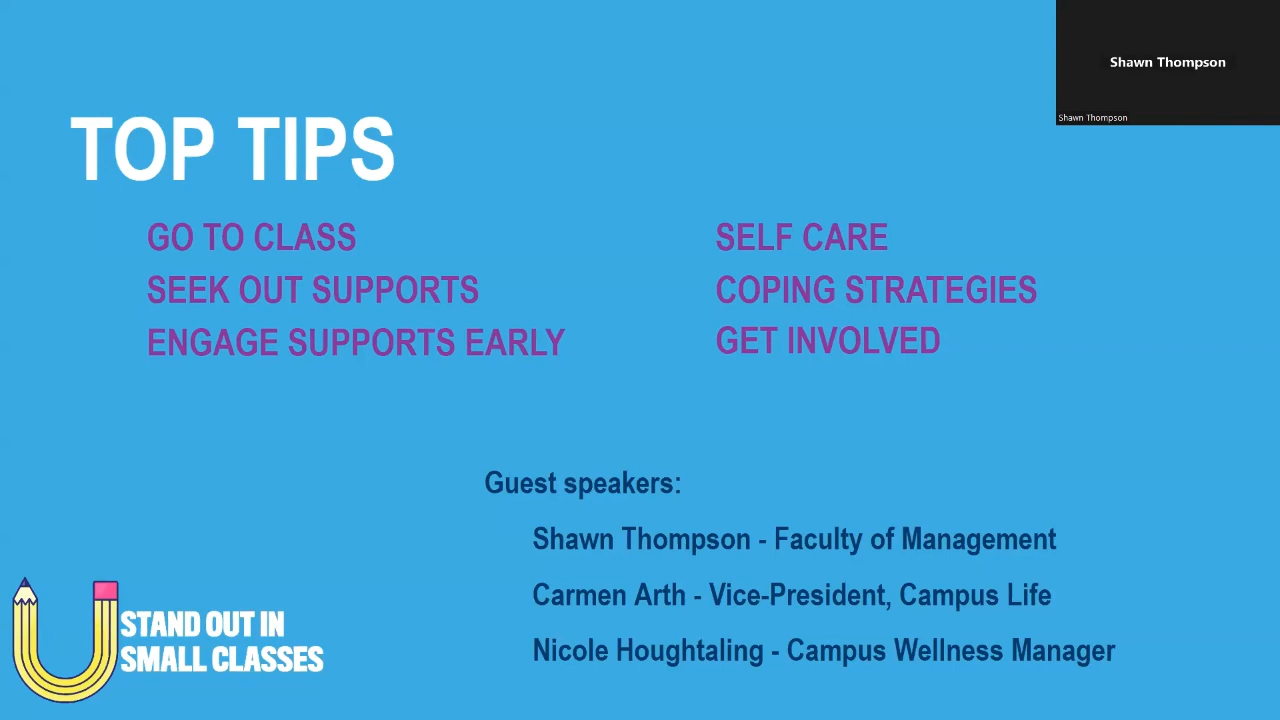 Shawn Thompson
Shawn Thompson
TOP TIPS
GO TO CLASS
SEEK OUT SUPPORTS
ENGAGE SUPPORTS EARLY
SELF CARE
COPING STRATEGIES
GET INVOLVED
Guest speakers:
Shawn Thompson - Faculty of Management
Carmen Arth - Vice-President, Campus Life
Nicole Houghtaling - Campus Wellness Manager
STAND OUT IN
SMALL CLASSES